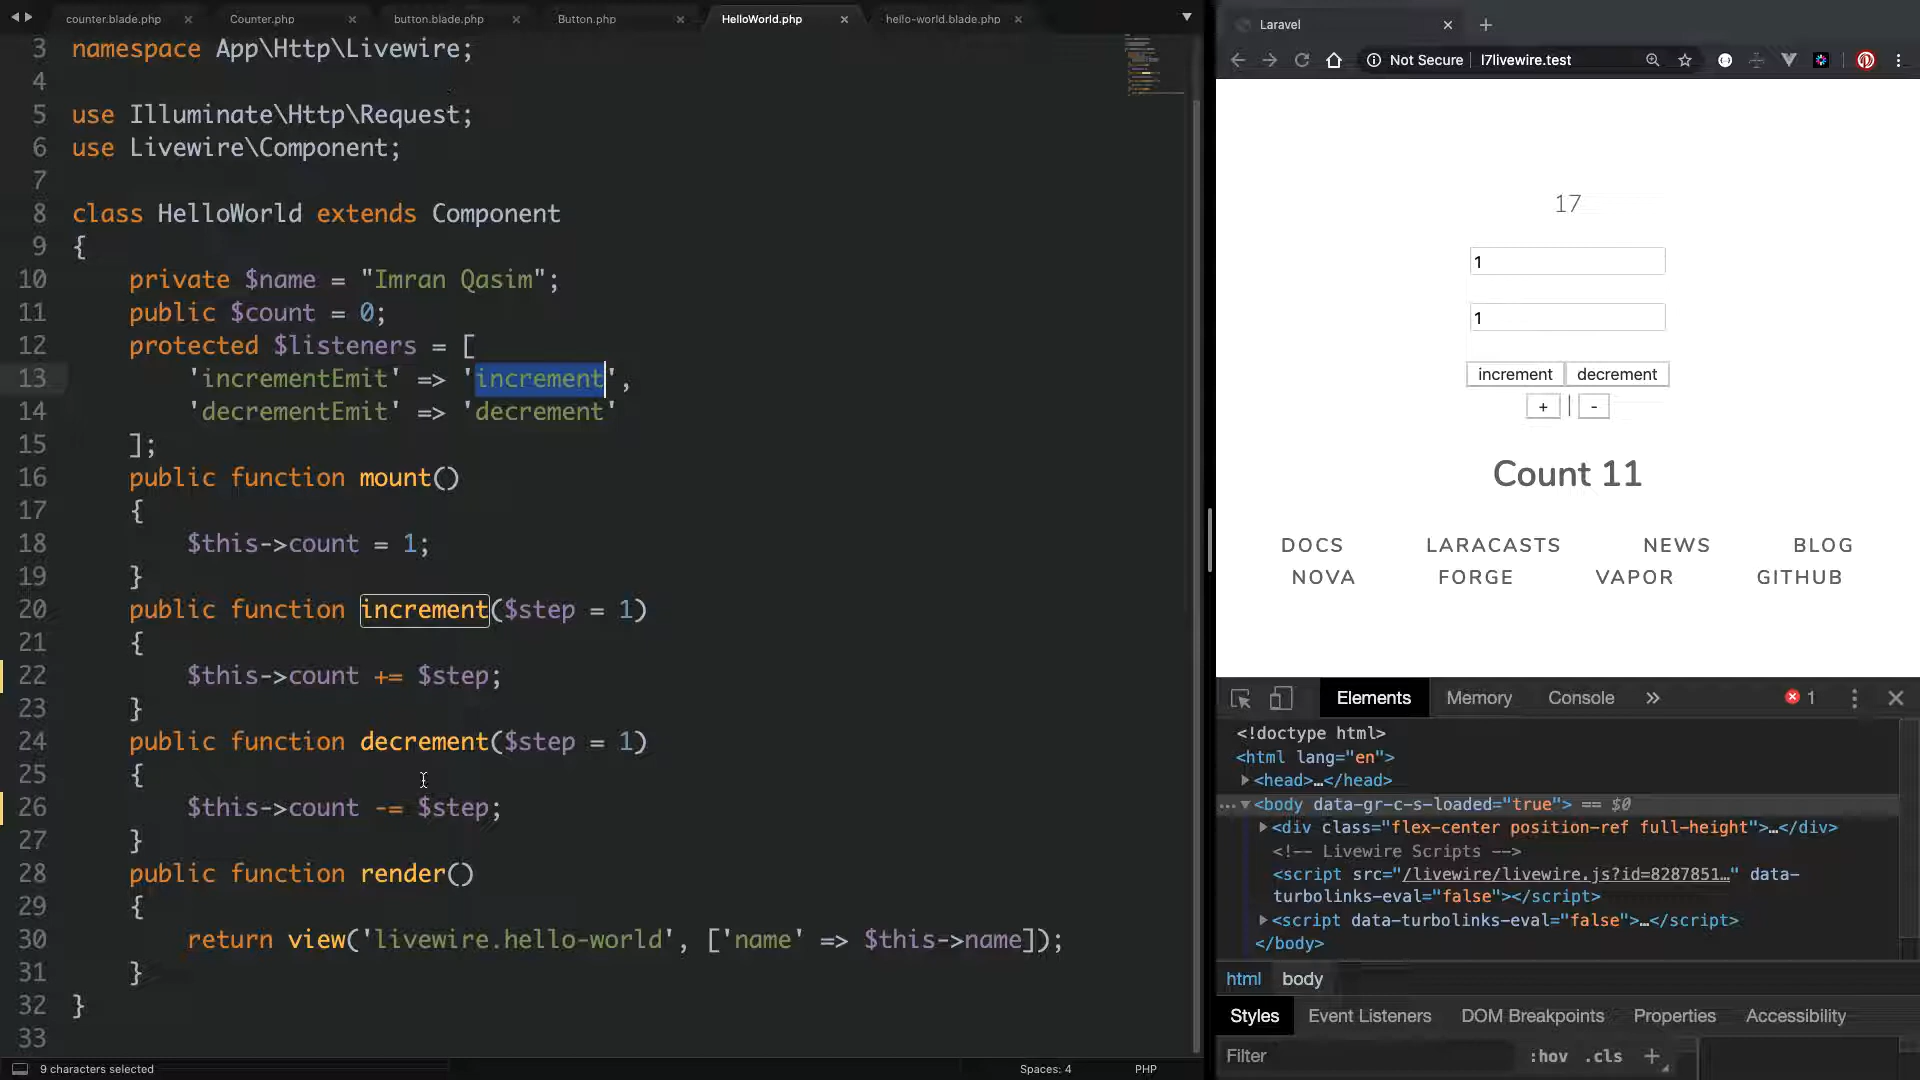 counter.blade.php Counter.php button.blade.php Button.php HelloWorld.php hello-world.blade.php
3 namespace App\Http\Livewire;
4
5 use Illuminate\Http\Request;
6 use Livewire\Component;
7
8 class HelloWorld extends Component
9 {
10 private $name = "Imran Qasim";
11 public $count = 0;
12 protected $listeners = [
13 'incrementEmit' => 'increment',
14 'decrementEmit' => 'decrement'
15 ];
16 public function mount()
17 {
18 $this->count = 1;
19 }
20 public function increment($step = 1)
21 {
22 $this->count += $step;
23 }
24 public function decrement($step = 1)
25 {
26 $this->count -= $step;
27 }
28 public function render()
29 {
30 return view('livewire.hello-world', ['name' => $this->name]);
31 }
32 }
33
9 characters selected Spaces: 4 PHP
Laravel
Not Secure l7livewire.test
17
1
1
increment decrement
+ | -
Count 11
DOCS LARACASTS NEWS BLOG
NOVA FORGE VAPOR GITHUB
Elements Memory Console » 1
<!doctype html>
<html lang="en">
<head>…</head>
…<body data-gr-c-s-loaded="true"> == $0
<div class="flex-center position-ref full-height">…</div>
<!-- Livewire Scripts -->
<script src="/livewire/livewire.js?id=8287851…" data-
turbolinks-eval="false"></script>
<script data-turbolinks-eval="false">…</script>
</body>
html body
Styles Event Listeners DOM Breakpoints Properties Accessibility
Filter :hov .cls +